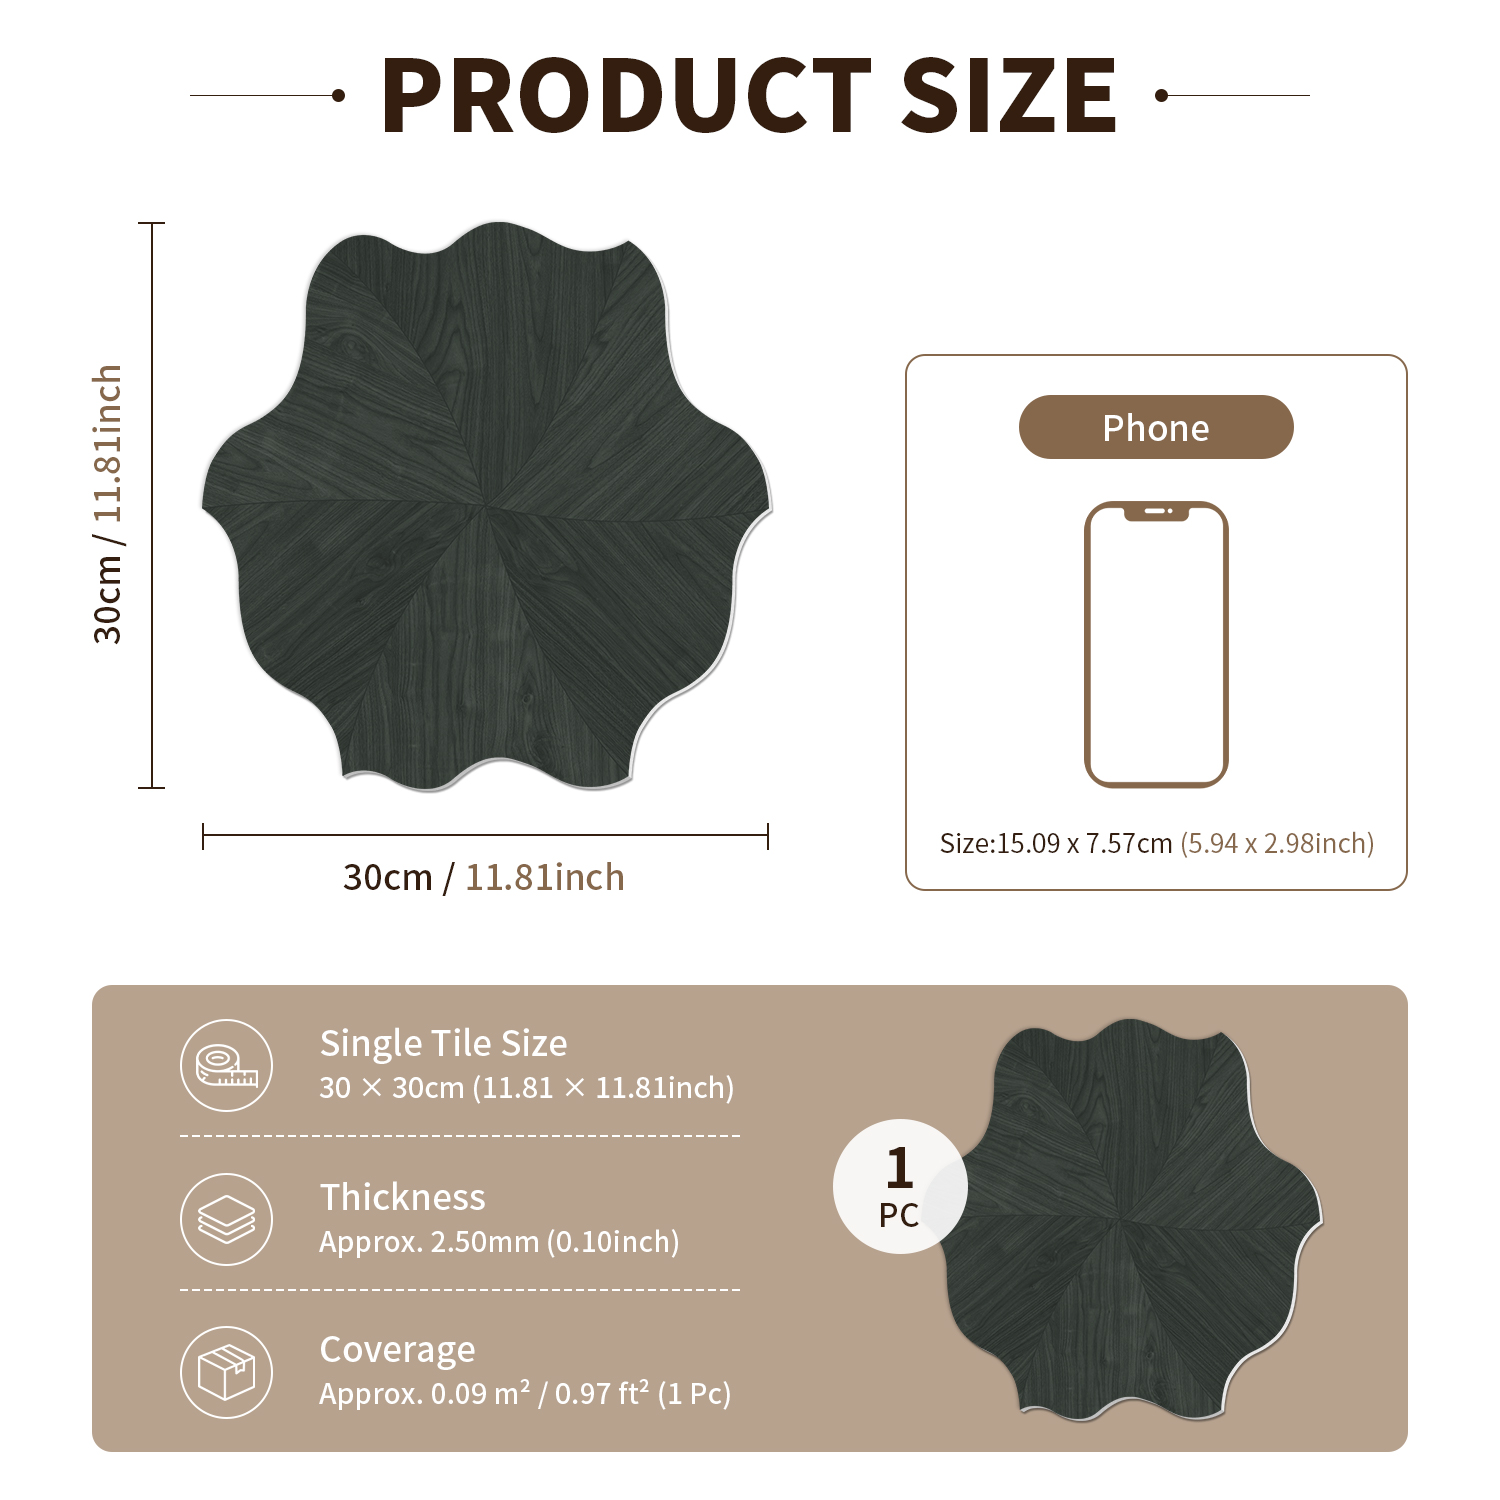 PRODUCT SIZE
30cm / 11.81inch
30cm / 11.81inch
Phone
Size:15.09 x 7.57cm (5.94 x 2.98inch)
Single Tile Size
30 × 30cm (11.81 × 11.81inch)
Thickness
Approx. 2.50mm (0.10inch)
Coverage
Approx. 0.09 m² / 0.97 ft² (1 Pc)
1
PC